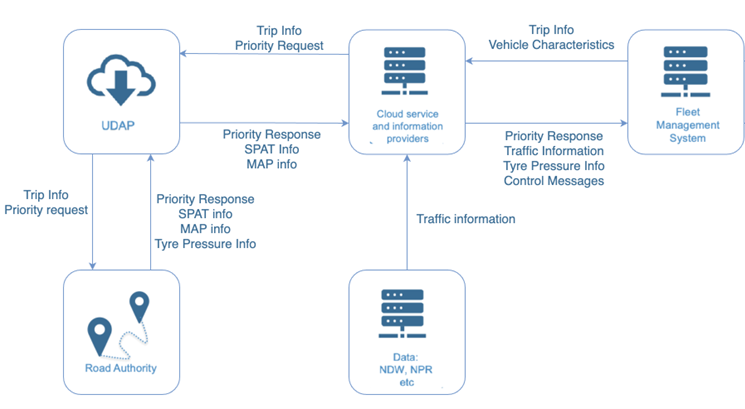 Trip Info
Priority Request
Trip Info
Vehicle Characteristics
UDAP
Cloud service
and information
providers
Fleet
Management
System
Priority Response
SPAT Info
MAP info
Priority Response
Traffic Information
Tyre Pressure Info
Control Messages
Trip Info
Priority request
Priority Response
SPAT info
MAP info
Tyre Pressure Info
Traffic information
Road Authority
Data:
NDW, NPR
etc